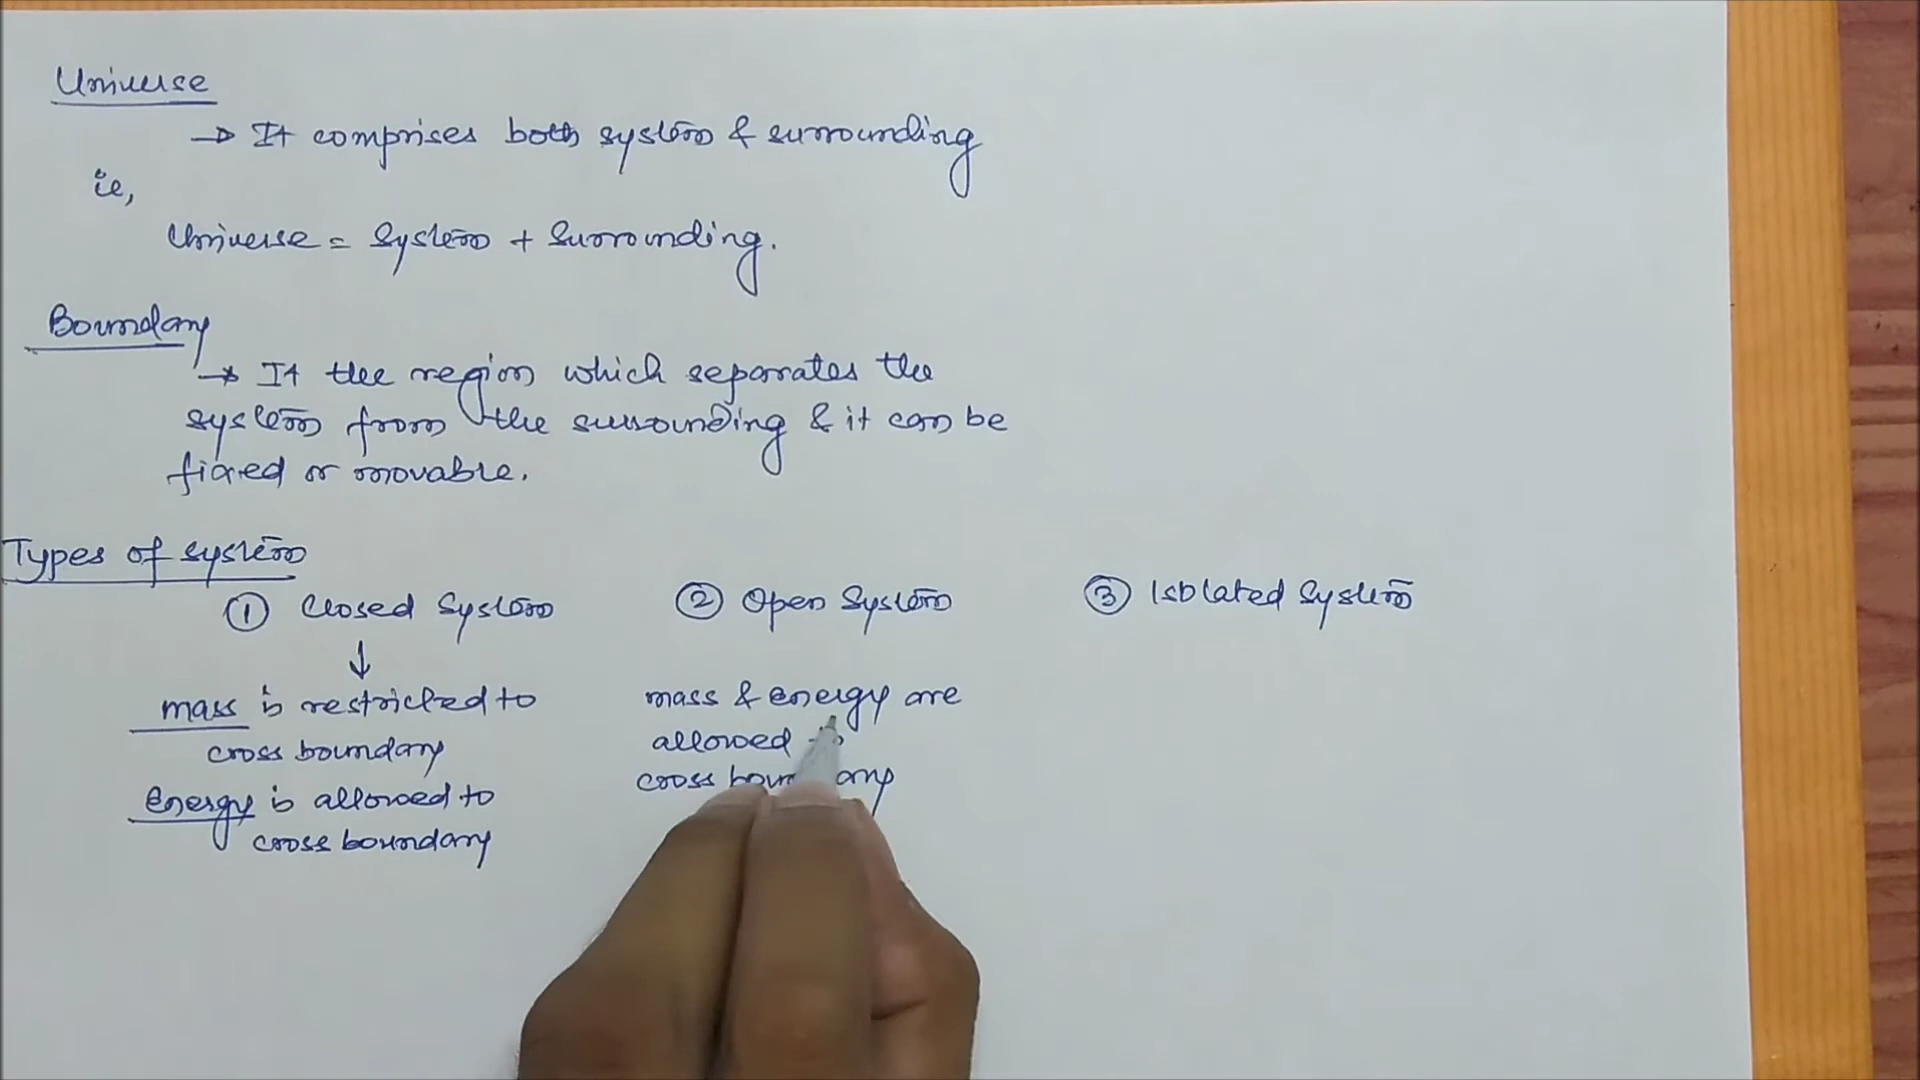 Universe
→ It comprises both system & surrounding
ie,
Universe = System + Surrounding.
Boundary
→ It the region which separates the
system from the surrounding & it can be
fixed or movable.
Types of system
① Closed System
② Open System
③ Isolated System
↓
mass is restricted to
cross boundary
Energy is allowed to
cross boundary
mass & energy are
allowed
cross boundary